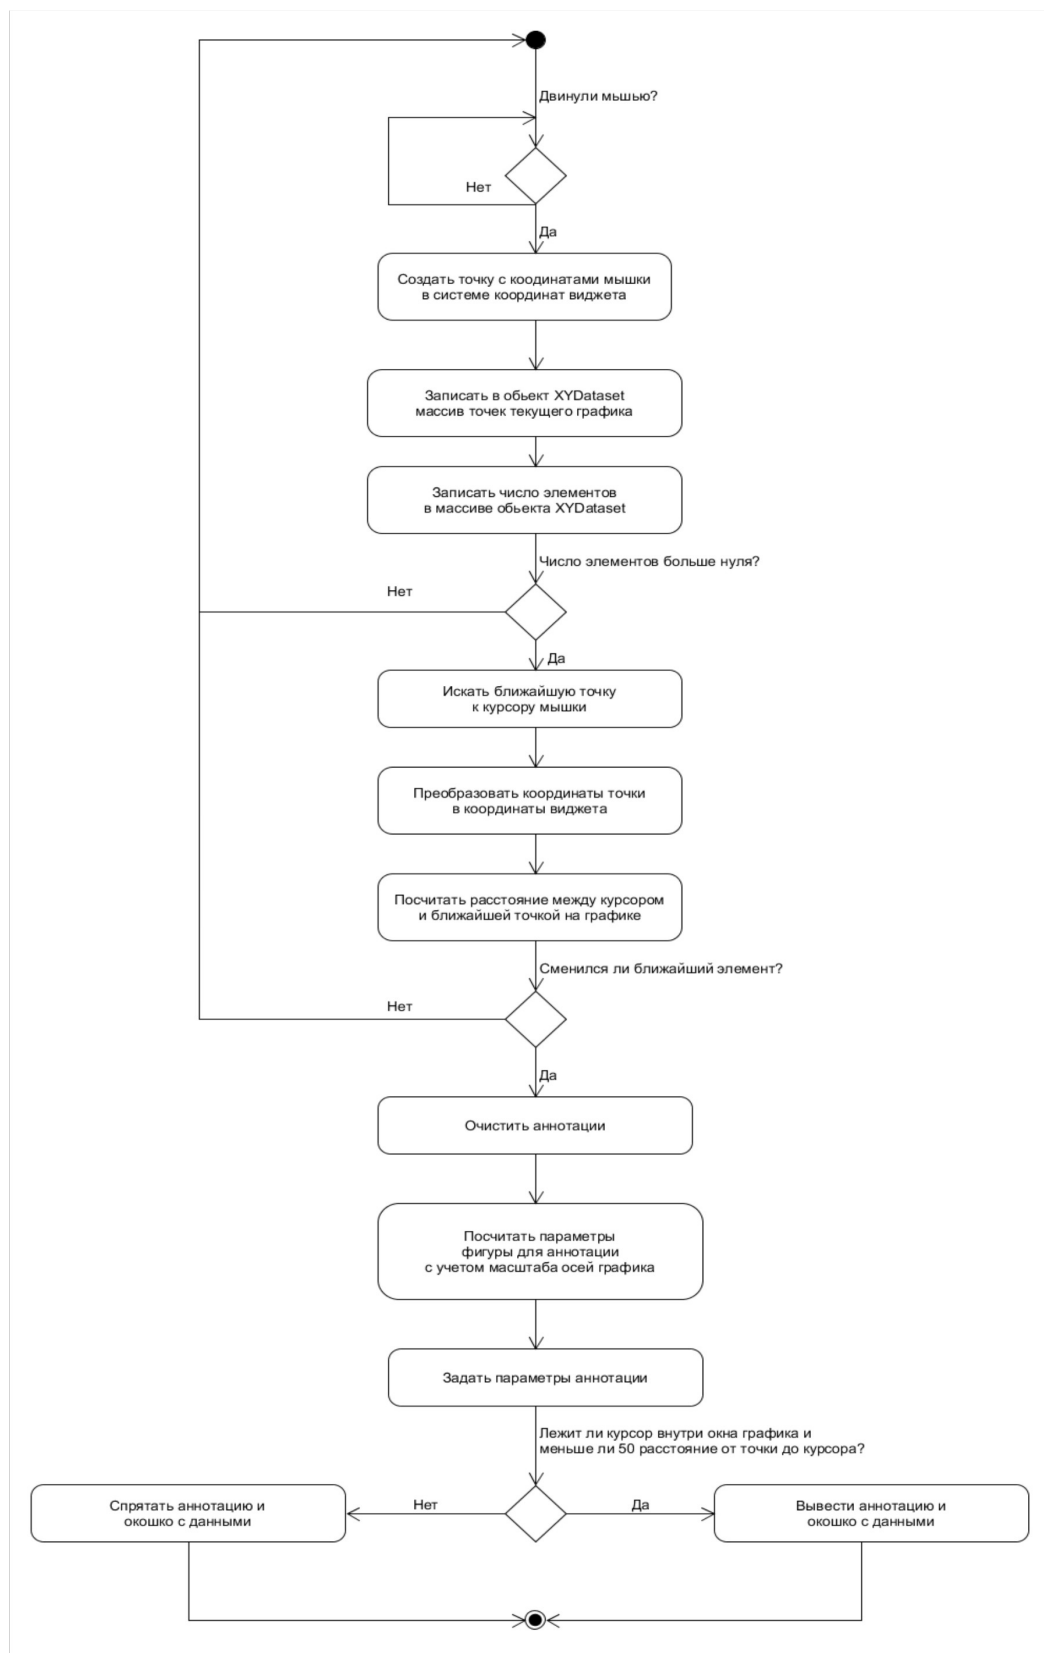 Двинули мышью?
Нет
Да
Создать точку с коодинатами мышки
в системе координат виджета
Записать в обьект XYDataset
массив точек текущего графика
Записать число элементов
в массиве обьекта XYDataset
Число элементов больше нуля?
Нет
Да
Искать ближайшую точку
к курсору мышки
Преобразовать координаты точки
в координаты виджета
Посчитать расстояние между курсором
и ближайшей точкой на графике
Сменился ли ближайший элемент?
Нет
Да
Очистить аннотации
Посчитать параметры
фигуры для аннотации
с учетом масштаба осей графика
Задать параметры аннотации
Лежит ли курсор внутри окна графика и
меньше ли 50 расстояние от точки до курсора?
Спрятать аннотацию и
окошко с данными
Нет
Да
Вывести аннотацию и
окошко с данными